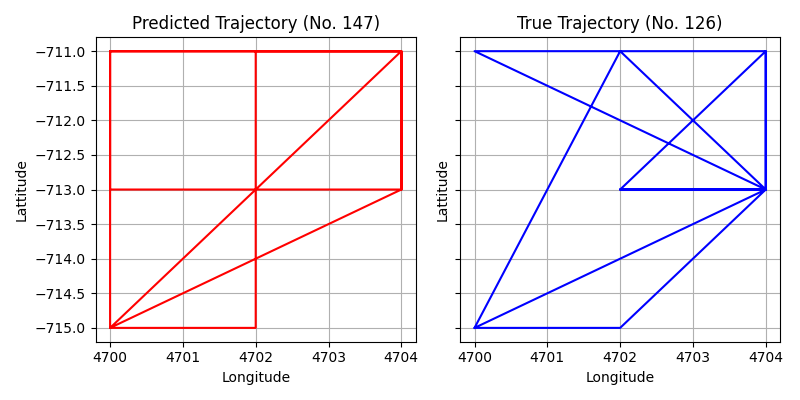 Predicted Trajectory (No. 147)
−711.0
−711.5
−712.0
−712.5
−713.0
−713.5
−714.0
−714.5
−715.0
Lattitude
4700 4701 4702 4703 4704
Longitude
True Trajectory (No. 126)
Lattitude
4700 4701 4702 4703 4704
Longitude